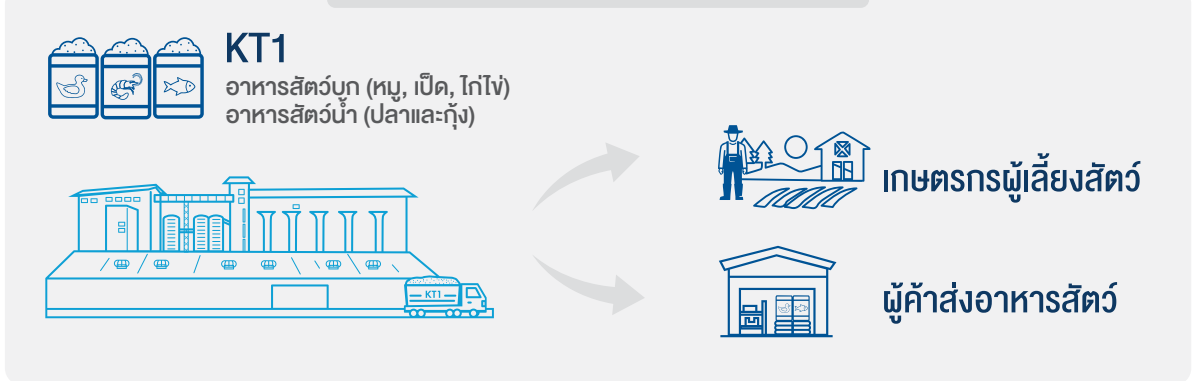 KT1
อาหารสัตว์บก (หมู, เป็ด, ไก่ไข่)
อาหารสัตว์น้ำ (ปลาและกุ้ง)
เกษตรกรผู้เลี้ยงสัตว์
KT1
ผู้ค้าส่งอาหารสัตว์